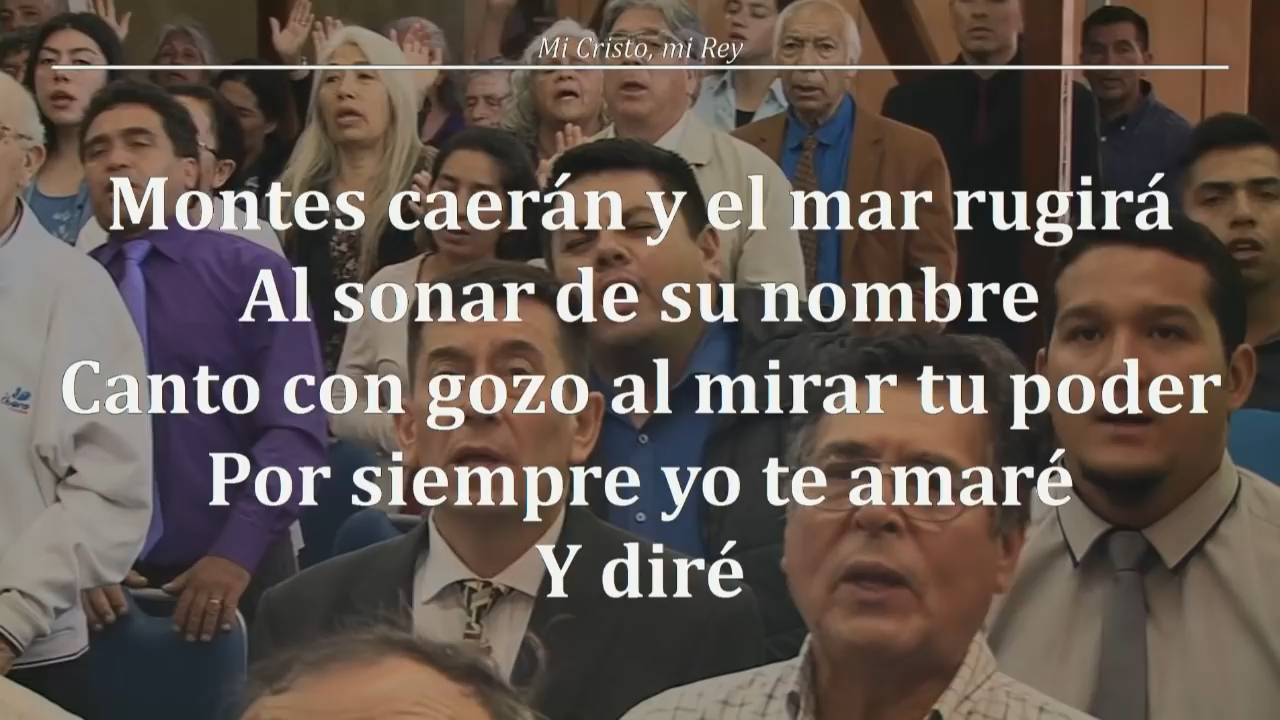 Mi Cristo, mi Rey
Montes caerán y el mar rugirá
Al sonar de su nombre
Canto con gozo al mirar tu poder
Por siempre yo te amaré
Y diré